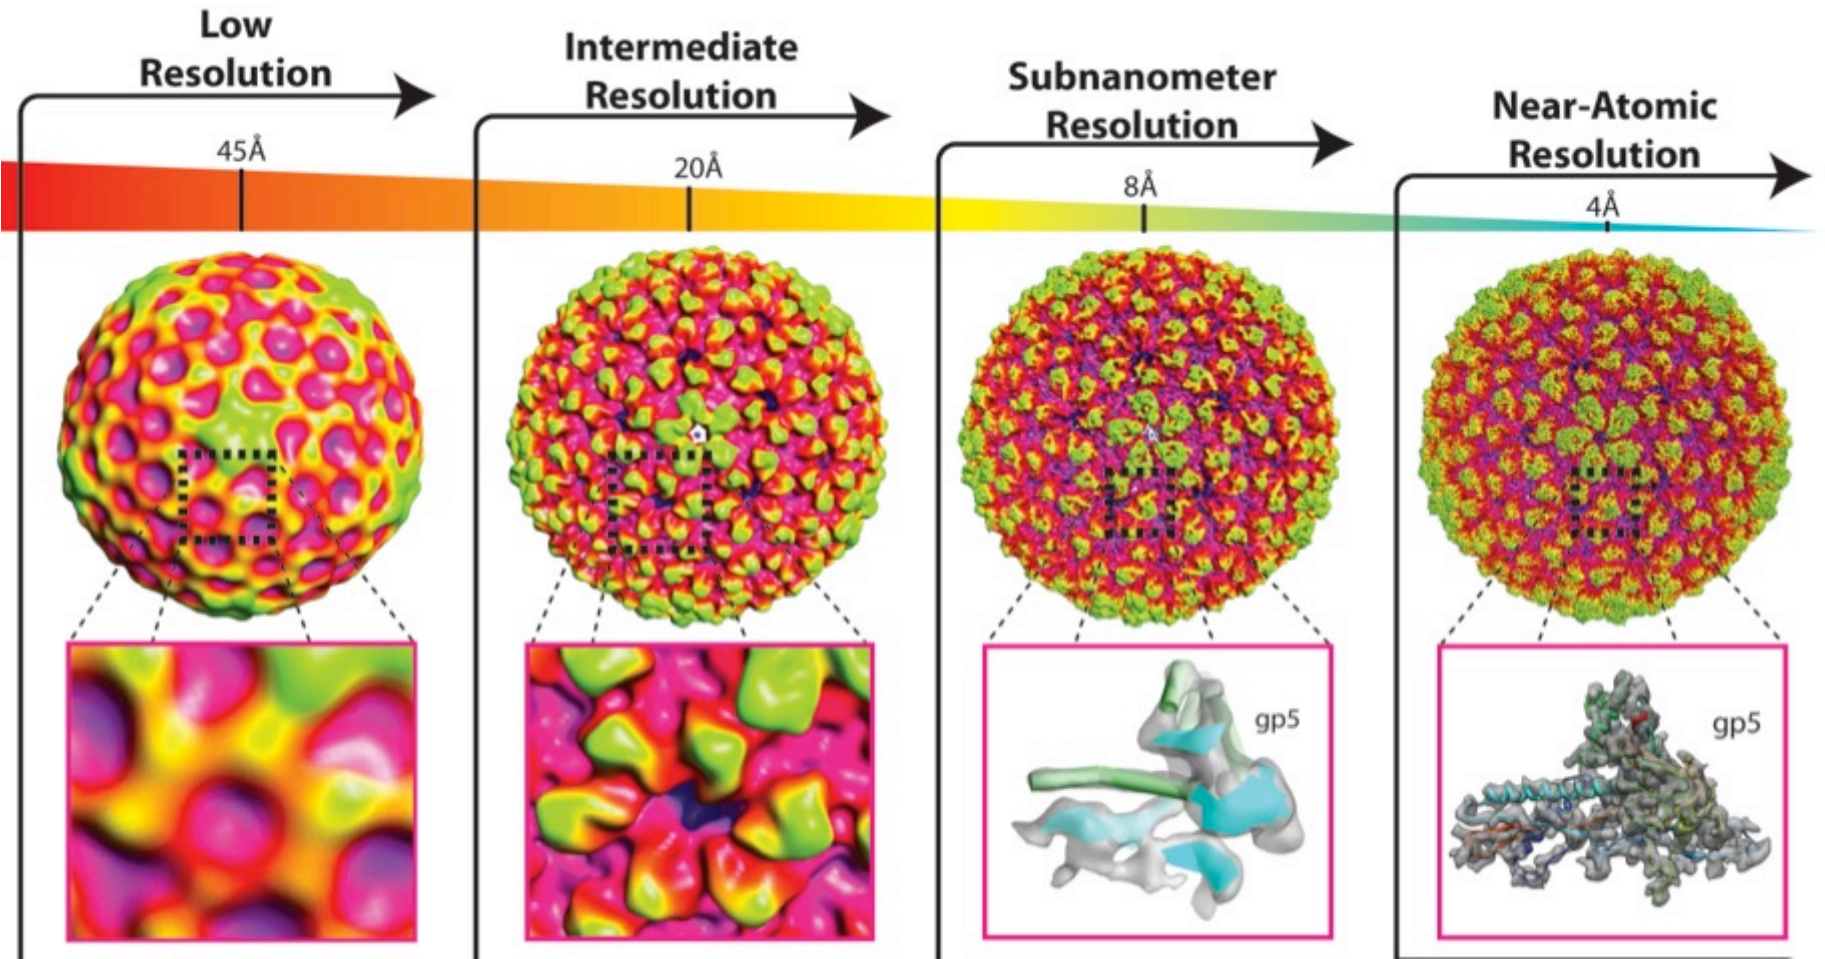 Low
Resolution
Intermediate
Resolution
Subnanometer
Resolution
Near-Atomic
Resolution
45Å
20Å
8Å
4Å
gp5
gp5